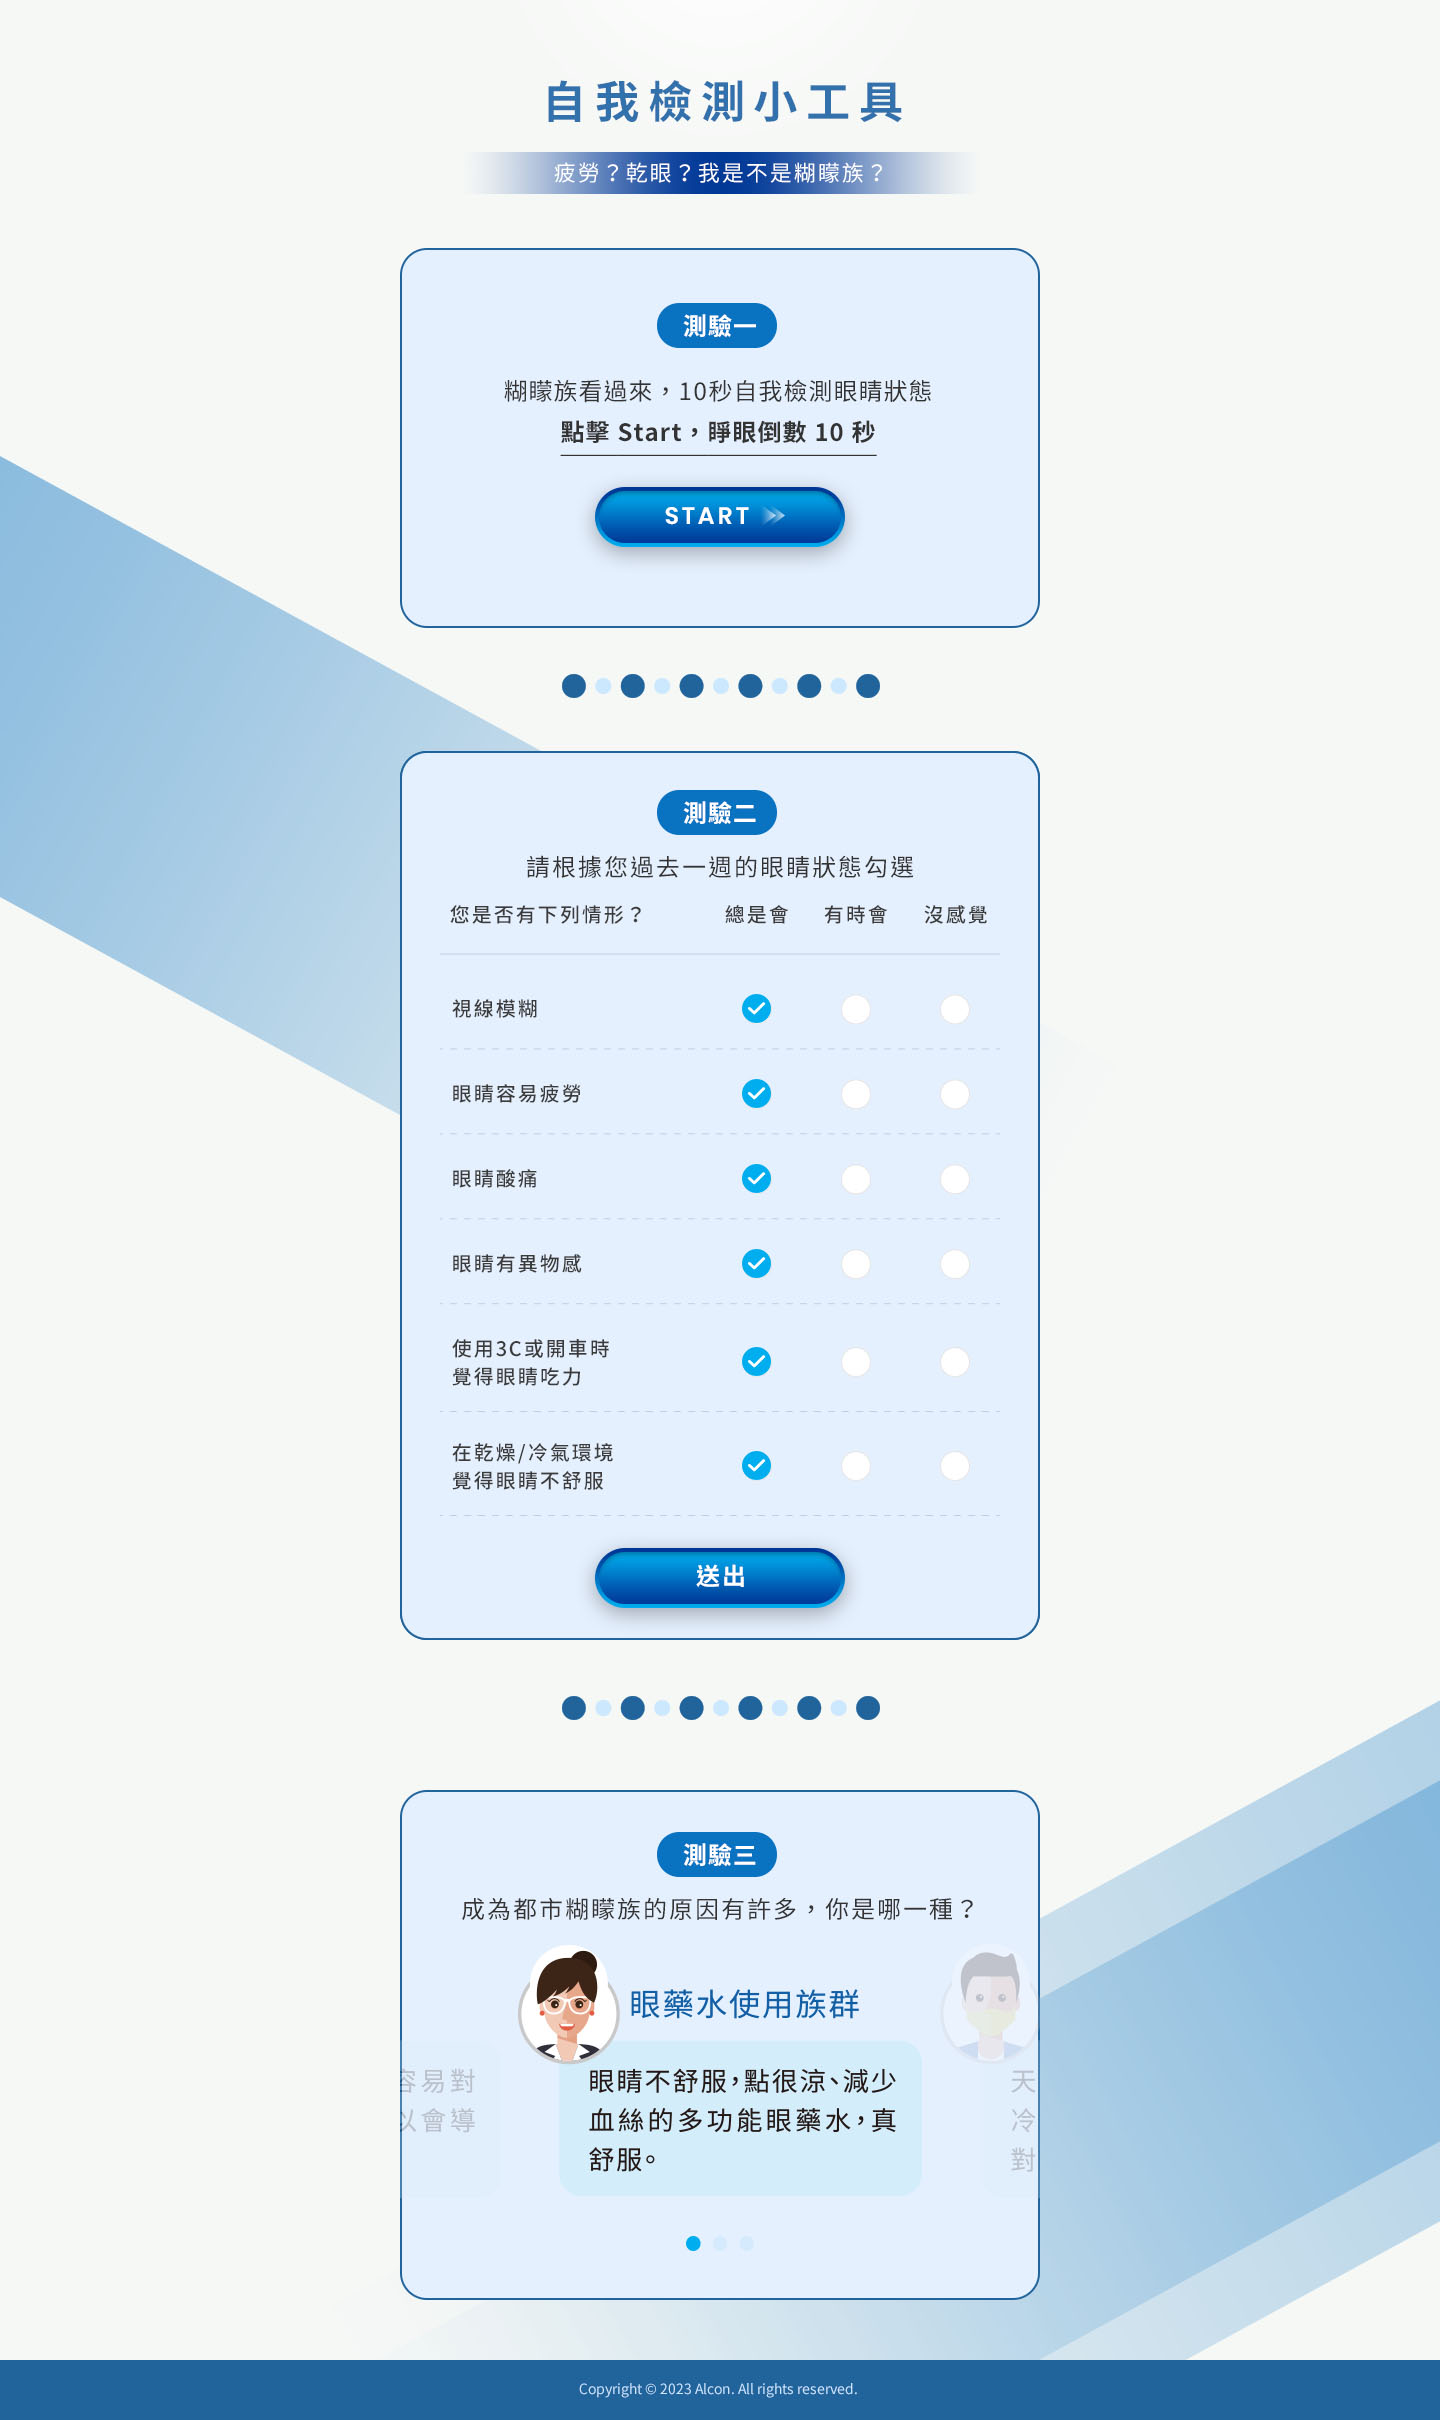 自我檢測小工具
疲勞？乾眼？我是不是糊矇族？
測驗一
糊矇族看過來，10秒自我檢測眼睛狀態
點擊 Start，睜眼倒數 10 秒
START
測驗二
請根據您過去一週的眼睛狀態勾選
您是否有下列情形？ 總是會 有時會 沒感覺
視線模糊
眼睛容易疲勞
眼睛酸痛
眼睛有異物感
使用3C或開車時
覺得眼睛吃力
在乾燥/冷氣環境
覺得眼睛不舒服
送出
測驗三
成為都市糊矇族的原因有許多，你是哪一種？
眼藥水使用族群
容易對
以會導
眼睛不舒服，點很涼、減少
血絲的多功能眼藥水，真
舒服。
天
冷
對
Copyright © 2023 Alcon. All rights reserved.